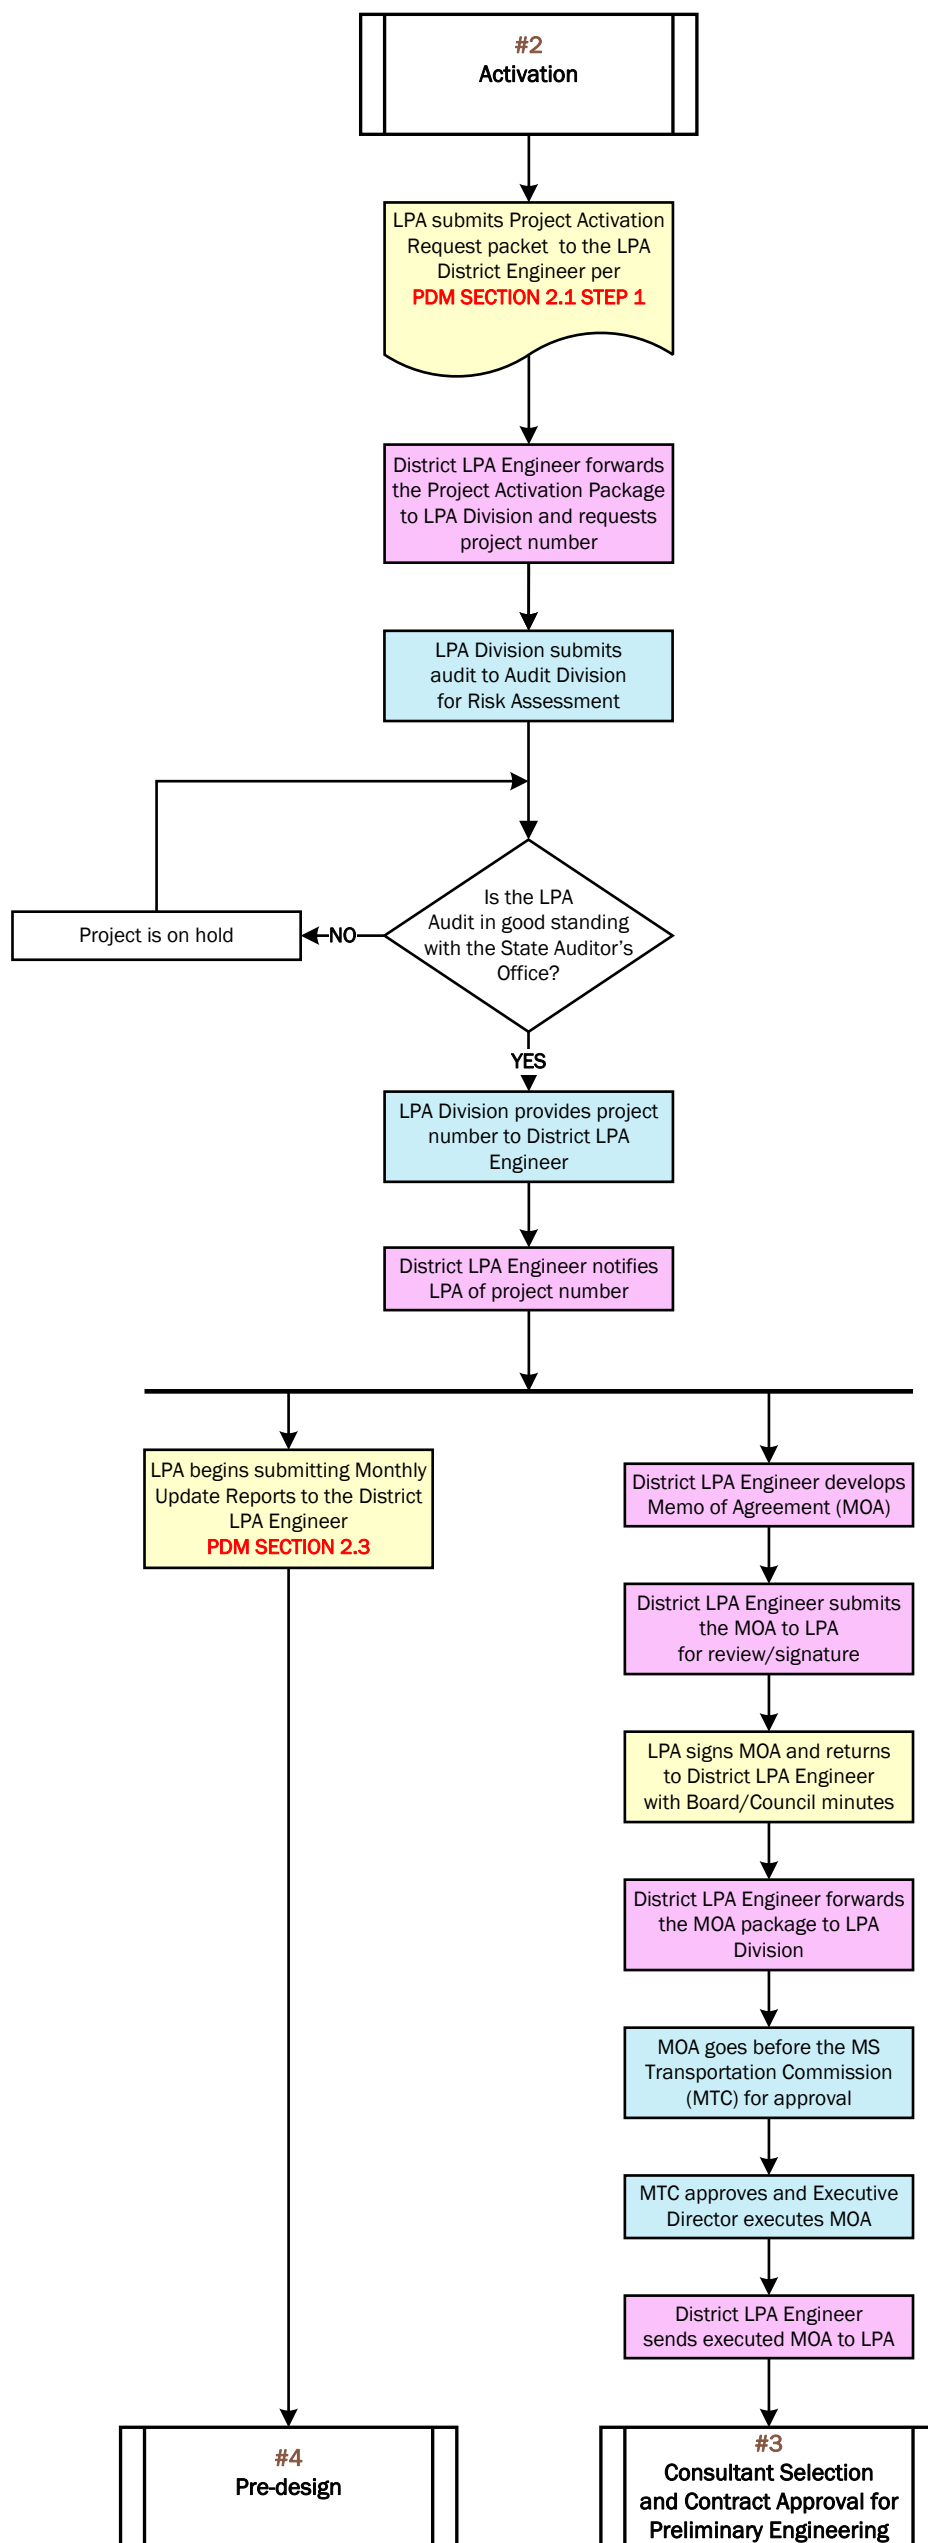 #2
Activation
LPA submits Project Activation
Request packet to the LPA
District Engineer per
PDM SECTION 2.1 STEP 1
District LPA Engineer forwards
the Project Activation Package
to LPA Division and requests
project number
LPA Division submits
audit to Audit Division
for Risk Assessment
Is the LPA
Audit in good standing
with the State Auditor's
Office?
NO
Project is on hold
YES
LPA Division provides project
number to District LPA
Engineer
District LPA Engineer notifies
LPA of project number
LPA begins submitting Monthly
Update Reports to the District
LPA Engineer
PDM SECTION 2.3
District LPA Engineer develops
Memo of Agreement (MOA)
District LPA Engineer submits
the MOA to LPA
for review/signature
LPA signs MOA and returns
to District LPA Engineer
with Board/Council minutes
District LPA Engineer forwards
the MOA package to LPA
Division
MOA goes before the MS
Transportation Commission
(MTC) for approval
MTC approves and Executive
Director executes MOA
District LPA Engineer
sends executed MOA to LPA
#4
Pre-design
#3
Consultant Selection
and Contract Approval for
Preliminary Engineering